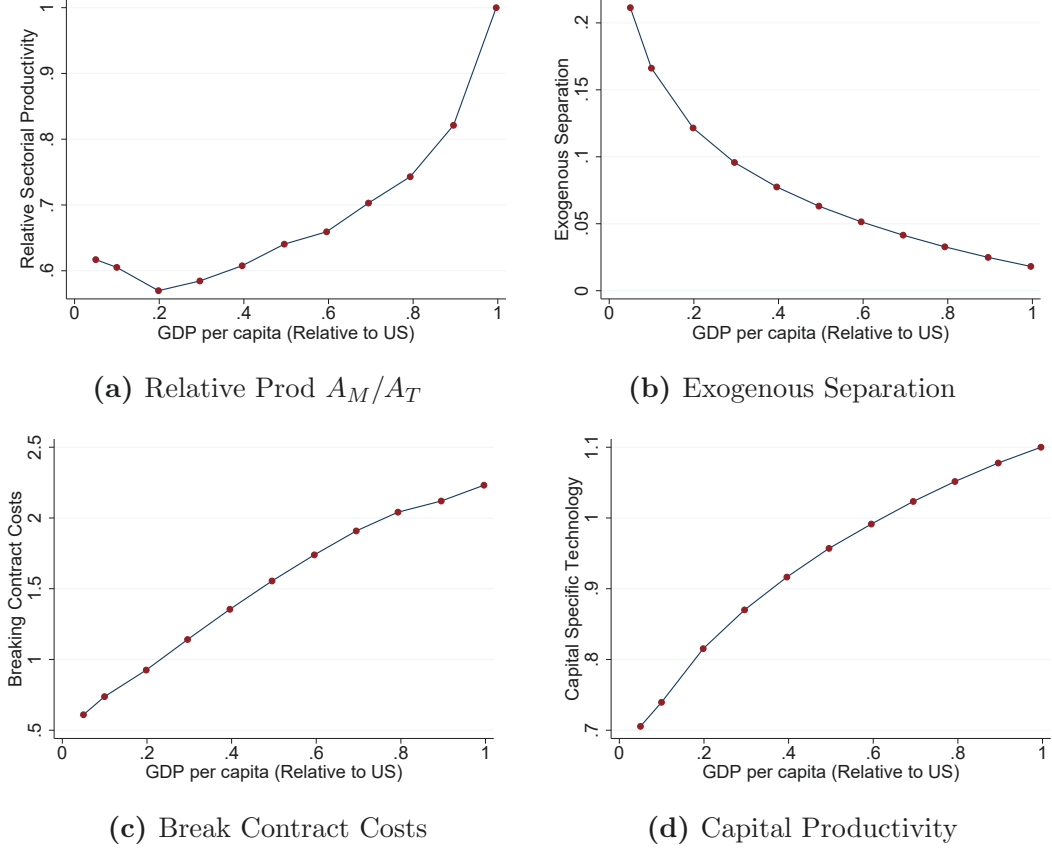 Relative Sectorial Productivity
1
.9
.8
.7
.6
0 .2 .4 .6 .8 1
GDP per capita (Relative to US)
(a) Relative Prod A_M/A_T
Exogenous Separation
.2
.15
.1
.05
0
0 .2 .4 .6 .8 1
GDP per capita (Relative to US)
(b) Exogenous Separation
Breaking Contract Costs
2.5
2
1.5
1
.5
0 .2 .4 .6 .8 1
GDP per capita (Relative to US)
(c) Break Contract Costs
Capital Specific Technology
1.1
1
.9
.8
.7
0 .2 .4 .6 .8 1
GDP per capita (Relative to US)
(d) Capital Productivity